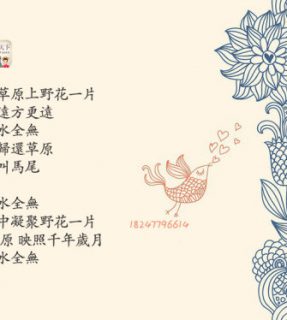 天下
草原上野花一片
遠方更遠
水全無
歸還草原
叫馬尾
水全無
中凝聚野花一片
原 映照千年歲月
水全無
18247796614